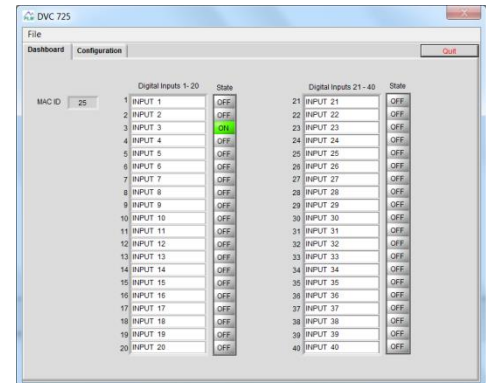 DVC 725
File
Dashboard Configuration Quit
Digital Inputs 1- 20 State Digital Inputs 21 - 40 State
MAC ID 25 1 INPUT 1 OFF 21 INPUT 21 OFF
2 INPUT 2 OFF 22 INPUT 22 OFF
3 INPUT 3 ON 23 INPUT 23 OFF
4 INPUT 4 OFF 24 INPUT 24 OFF
5 INPUT 5 OFF 25 INPUT 25 OFF
6 INPUT 6 OFF 26 INPUT 26 OFF
7 INPUT 7 OFF 27 INPUT 27 OFF
8 INPUT 8 OFF 28 INPUT 28 OFF
9 INPUT 9 OFF 29 INPUT 29 OFF
10 INPUT 10 OFF 30 INPUT 30 OFF
11 INPUT 11 OFF 31 INPUT 31 OFF
12 INPUT 12 OFF 32 INPUT 32 OFF
13 INPUT 13 OFF 33 INPUT 33 OFF
14 INPUT 14 OFF 34 INPUT 34 OFF
15 INPUT 15 OFF 35 INPUT 35 OFF
16 INPUT 16 OFF 36 INPUT 36 OFF
17 INPUT 17 OFF 37 INPUT 37 OFF
18 INPUT 18 OFF 38 INPUT 38 OFF
19 INPUT 19 OFF 39 INPUT 39 OFF
20 INPUT 20 OFF 40 INPUT 40 OFF